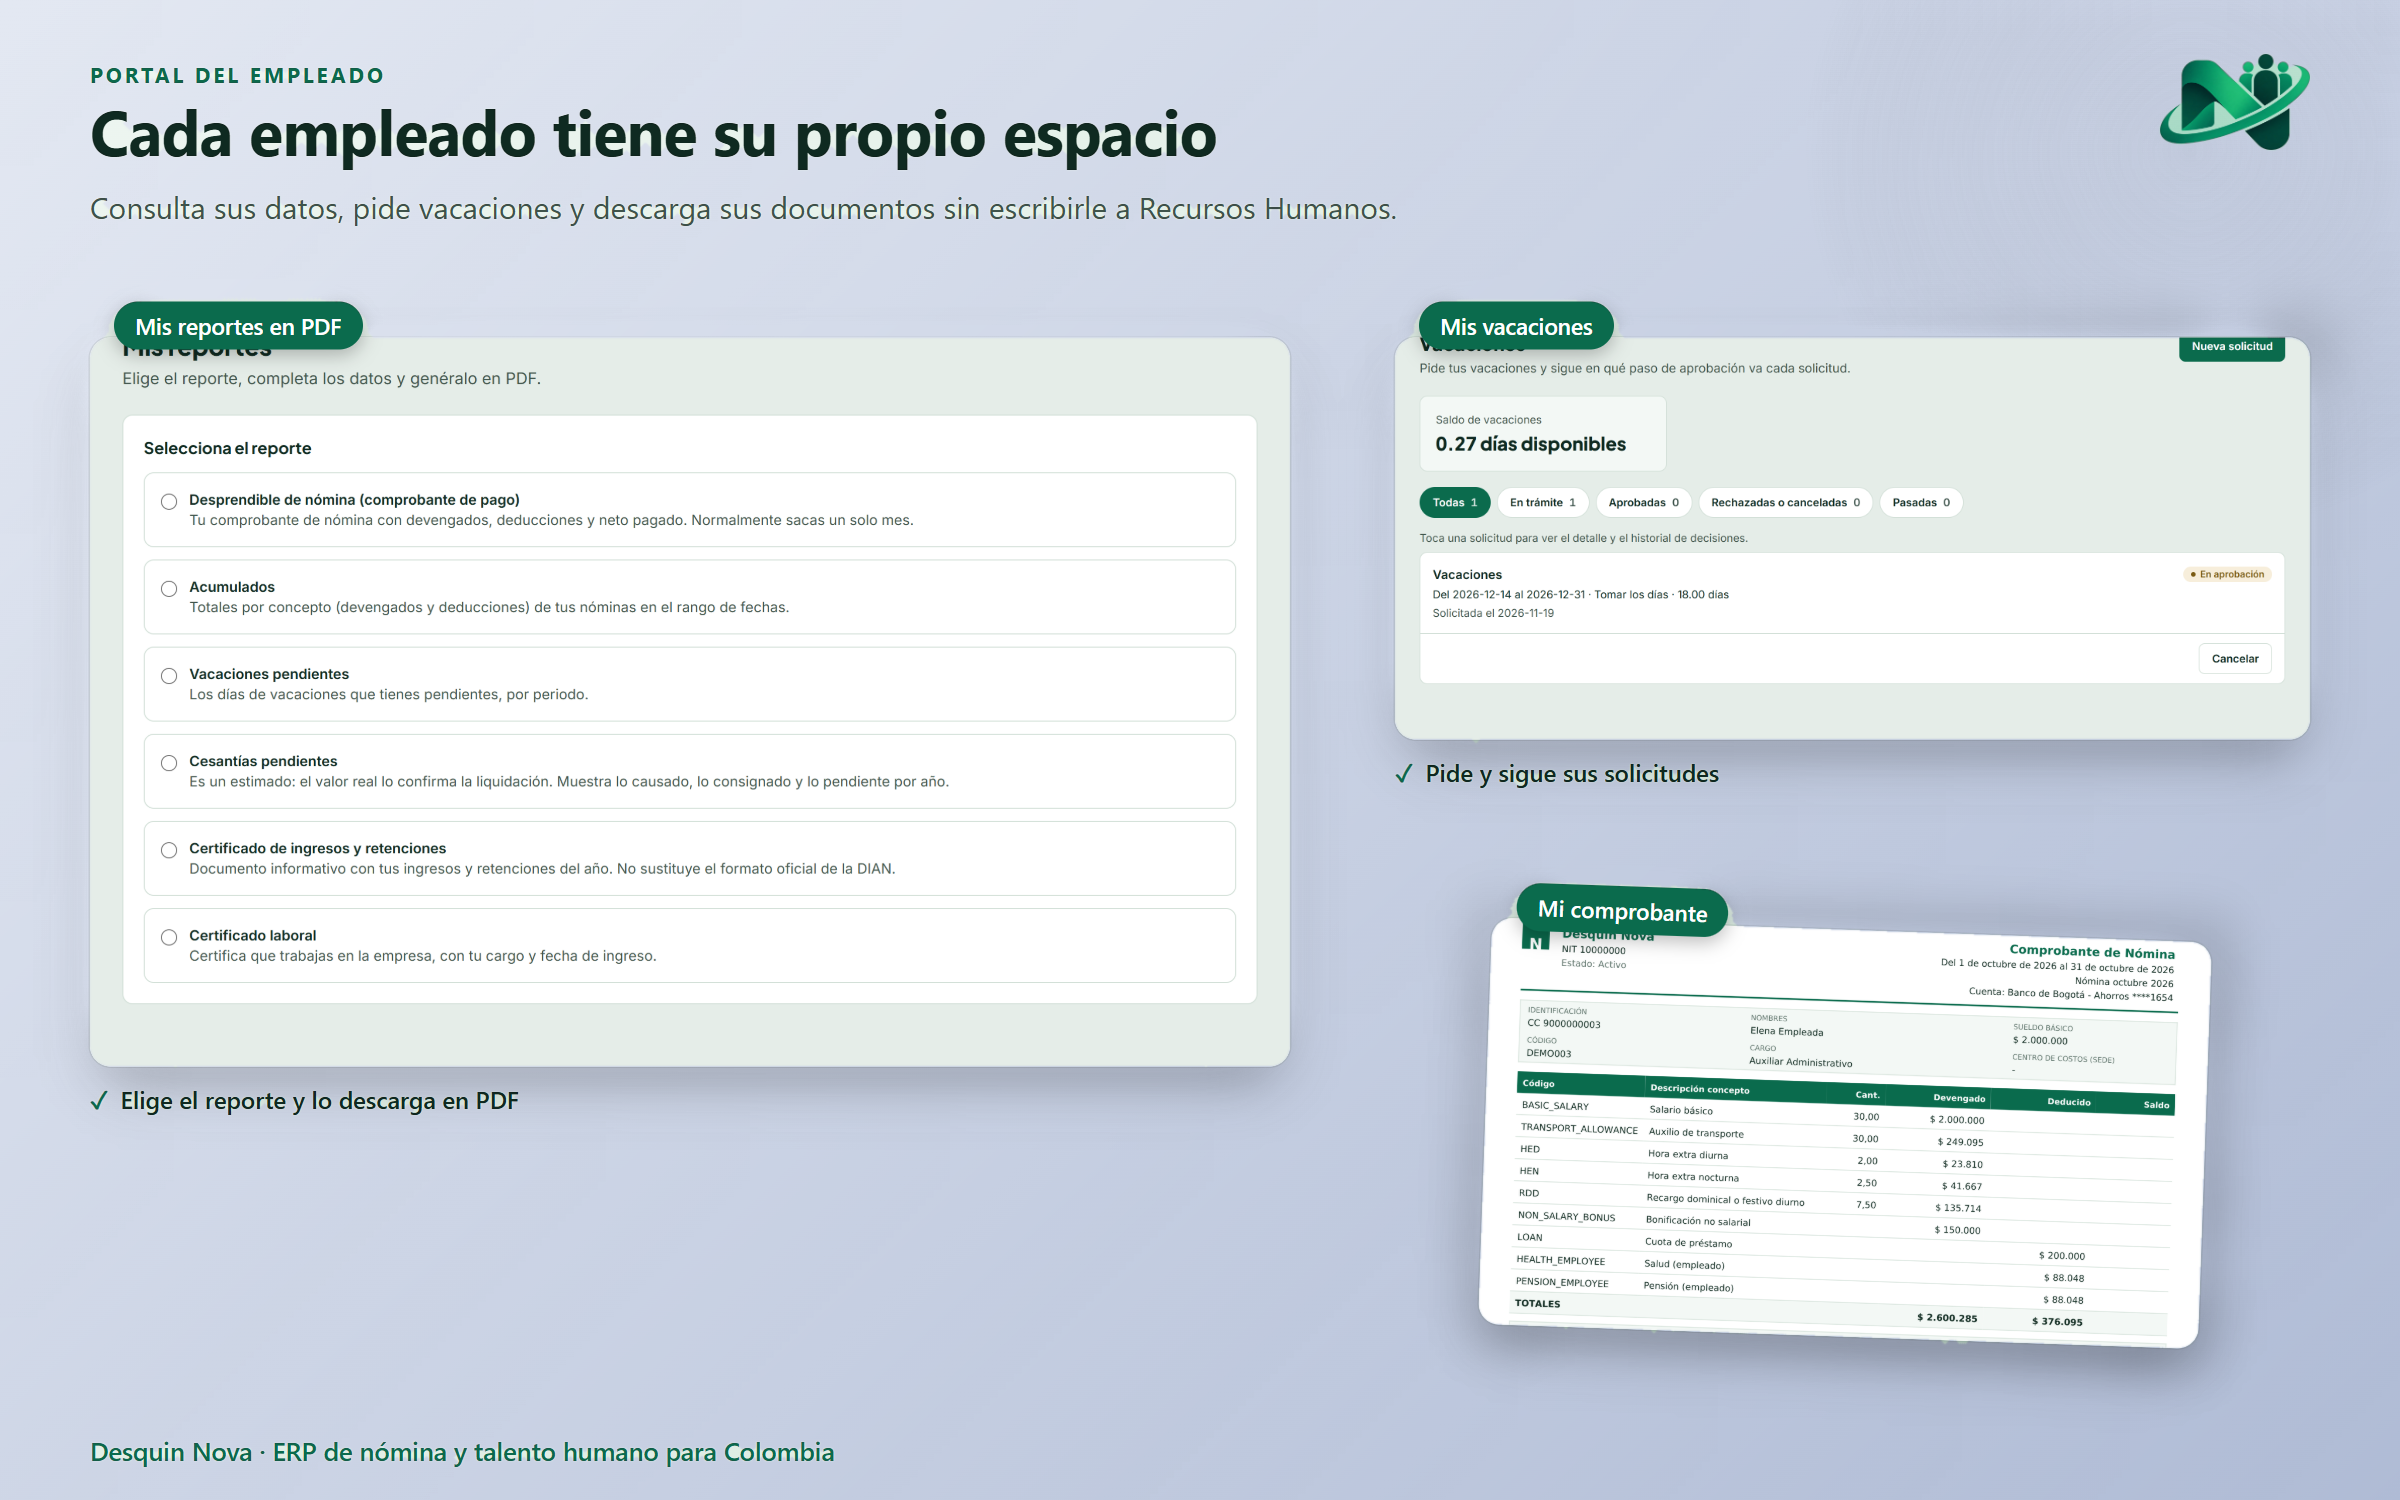 PORTAL DEL EMPLEADO
Cada empleado tiene su propio espacio
Consulta sus datos, pide vacaciones y descarga sus documentos sin escribirle a Recursos Humanos.
Mis reportes en PDF
Mis reportes
Elige el reporte, completa los datos y genéralo en PDF.
Selecciona el reporte
Desprendible de nómina (comprobante de pago)
Tu comprobante de nómina con devengados, deducciones y neto pagado. Normalmente sacas un solo mes.
Acumulados
Totales por concepto (devengados y deducciones) de tus nóminas en el rango de fechas.
Vacaciones pendientes
Los días de vacaciones que tienes pendientes, por periodo.
Cesantías pendientes
Es un estimado: el valor real lo confirma la liquidación. Muestra lo causado, lo consignado y lo pendiente por año.
Certificado de ingresos y retenciones
Documento informativo con tus ingresos y retenciones del año. No sustituye el formato oficial de la DIAN.
Certificado laboral
Certifica que trabajas en la empresa, con tu cargo y fecha de ingreso.
✓ Elige el reporte y lo descarga en PDF
Mis vacaciones
Vacaciones
Nueva solicitud
Pide tus vacaciones y sigue en qué paso de aprobación va cada solicitud.
Saldo de vacaciones
0.27 días disponibles
Todas 1 En trámite 1 Aprobadas 0 Rechazadas o canceladas 0 Pasadas 0
Toca una solicitud para ver el detalle y el historial de decisiones.
Vacaciones
En aprobación
Del 2026-12-14 al 2026-12-31 · Tomar los días · 18.00 días
Solicitada el 2026-11-19
Cancelar
✓ Pide y sigue sus solicitudes
Mi comprobante
N
Desquin Nova
NIT 10000000
Estado: Activo
Comprobante de Nómina
Del 1 de octubre de 2026 al 31 de octubre de 2026
Nómina octubre 2026
Cuenta: Banco de Bogotá - Ahorros ****1654
IDENTIFICACIÓN
CC 9000000003
CÓDIGO
DEMO003
NOMBRES
Elena Empleada
CARGO
Auxiliar Administrativo
SUELDO BÁSICO
$ 2.000.000
CENTRO DE COSTOS (SEDE)
-
Código Descripción concepto Cant. Devengado Deducido Saldo
BASIC_SALARY Salario básico 30,00 $ 2.000.000
TRANSPORT_ALLOWANCE Auxilio de transporte 30,00 $ 249.095
HED Hora extra diurna 2,00 $ 23.810
HEN Hora extra nocturna 2,50 $ 41.667
RDD Recargo dominical o festivo diurno 7,50 $ 135.714
NON_SALARY_BONUS Bonificación no salarial $ 150.000
LOAN Cuota de préstamo $ 200.000
HEALTH_EMPLOYEE Salud (empleado) $ 88.048
PENSION_EMPLOYEE Pensión (empleado) $ 88.048
TOTALES $ 2.600.285 $ 376.095
Desquin Nova · ERP de nómina y talento humano para Colombia